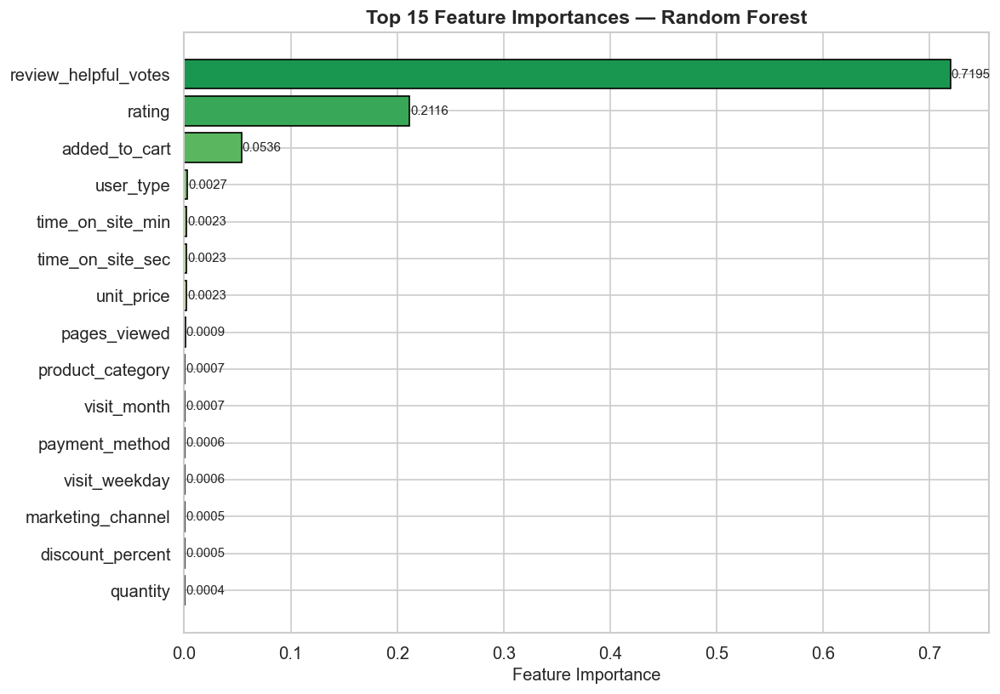 Top 15 Feature Importances — Random Forest
review_helpful_votes 0.7195
rating 0.2116
added_to_cart 0.0536
user_type 0.0027
time_on_site_min 0.0023
time_on_site_sec 0.0023
unit_price 0.0023
pages_viewed 0.0009
product_category 0.0007
visit_month 0.0007
payment_method 0.0006
visit_weekday 0.0006
marketing_channel 0.0005
discount_percent 0.0005
quantity 0.0004
0.0 0.1 0.2 0.3 0.4 0.5 0.6 0.7
Feature Importance